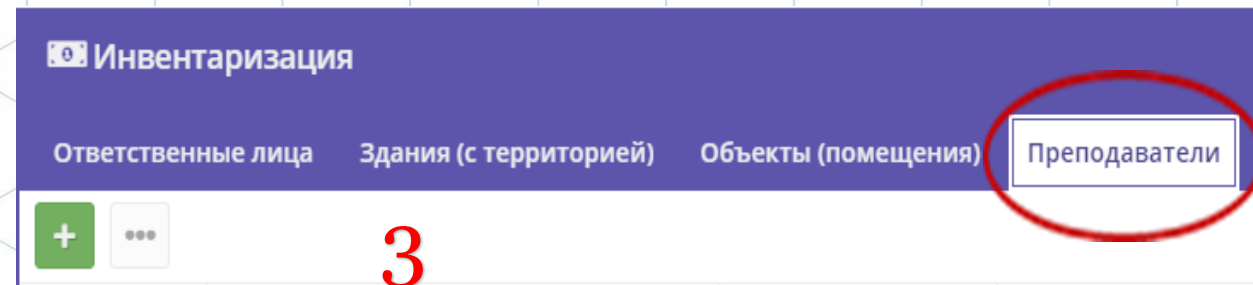 Инвентаризация
Ответственные лица Здания (с территорией) Объекты (помещения) Преподаватели
+ •••
3